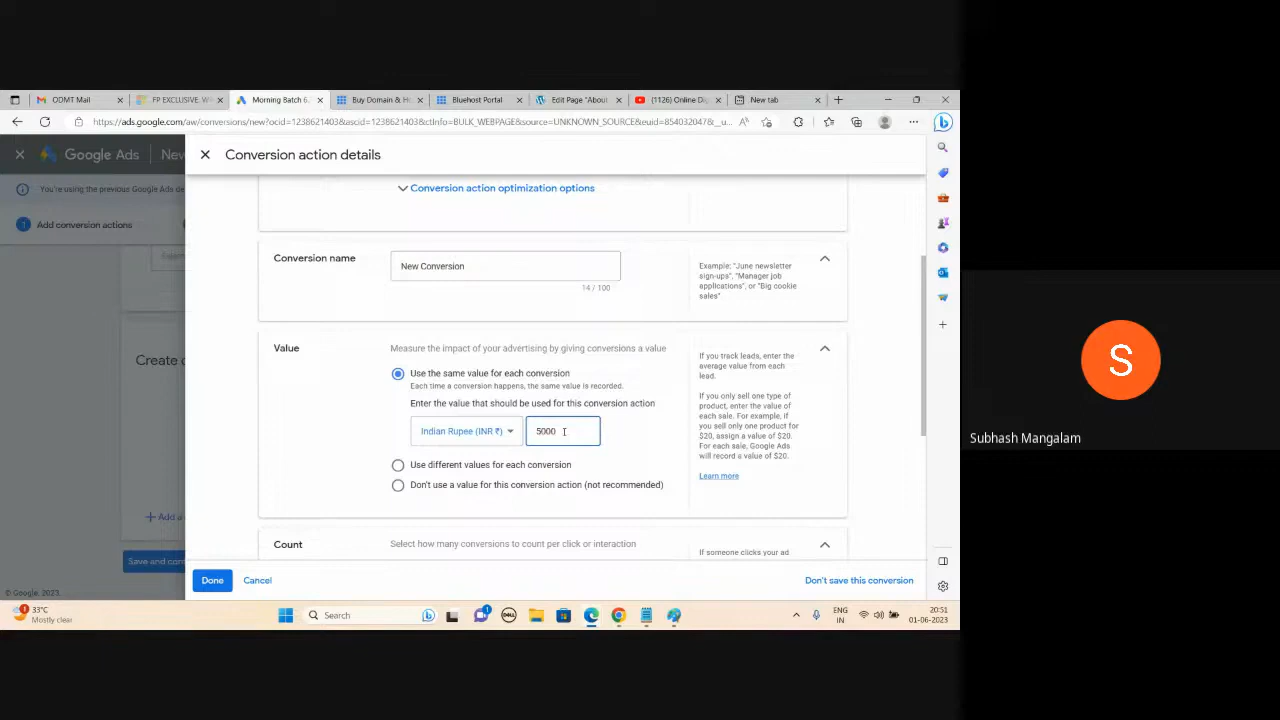 ODMT Mail
FP EXCLUSIVE. W
Morning Batch 6.
Buy Domain & H
Bluehost Portal
Edit Page "About
(1126) Online Di
New tab
https://ads.google.com/aw/conversions/new?ocid=1238621403&ascid=1238621403&ctInfo=BULK_WEBPAGE&source=UNKNOWN_SOURCE&euid=854032047&__u...
Google Ads
New
Conversion action details
You're using the previous Google Ads de
1 Add conversion actions
Conversion action optimization options
Conversion name
New Conversion
14 / 100
Example: "June newsletter
sign-ups", "Manager job
applications", or "Big cookie
sales"
Value
Measure the impact of your advertising by giving conversions a value
Use the same value for each conversion
Each time a conversion happens, the same value is recorded.
Enter the value that should be used for this conversion action
Indian Rupee (INR ₹)
5000
Use different values for each conversion
Don't use a value for this conversion action (not recommended)
If you track leads, enter the
average value from each
lead.
If you only sell one type of
product, enter the value of
each sale. For example, if
you sell only one product for
$20, assign a value of $20.
For each sale, Google Ads
will record a value of $20.
Learn more
Create
Add a
Save and con
Count
Select how many conversions to count per click or interaction
If someone clicks your ad
Done
Cancel
Don't save this conversion
© Google, 2023.
33°C
Mostly clear
Search
DELL
ENG
IN
20:51
01-06-2023
S
Subhash Mangalam